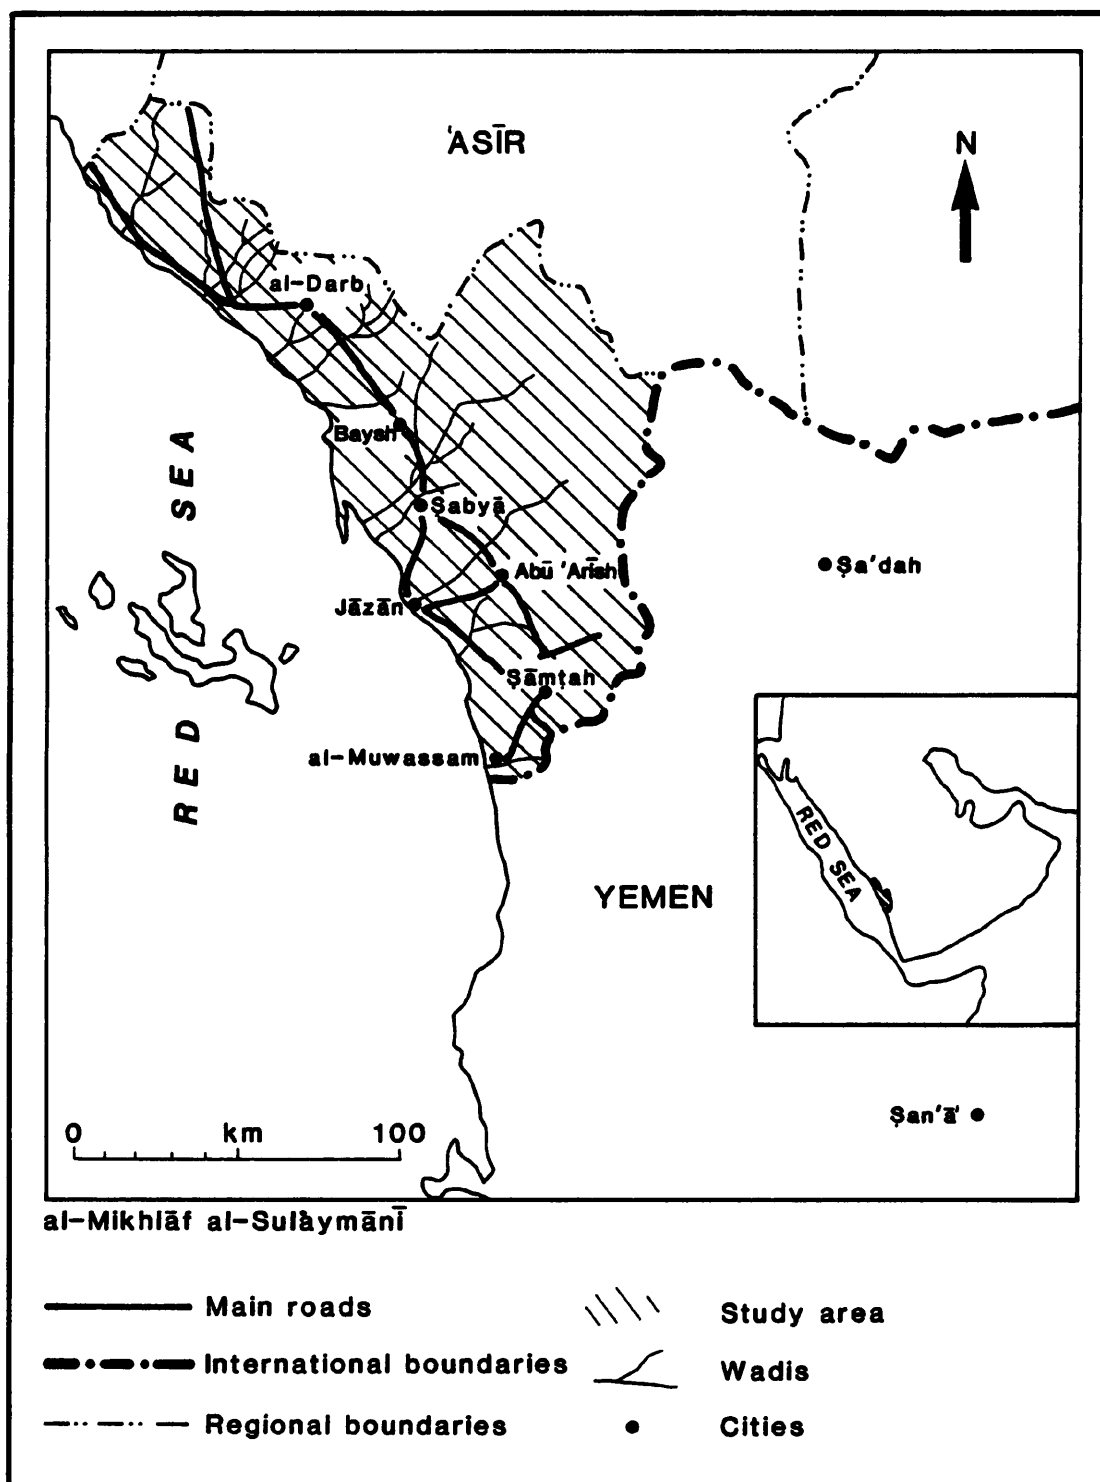 'ASĪR
N
al-Darb
RED SEA
Baysh
Ṣabyā
Abū 'Arīsh
Ṣa'dah
Jāzān
Ṣāmṭah
al-Muwassam
RED SEA
YEMEN
Ṣan'ā'
0 km 100
al-Mikhlāf al-Sulàymānī
Main roads
Study area
International boundaries
Wadis
Regional boundaries
Cities